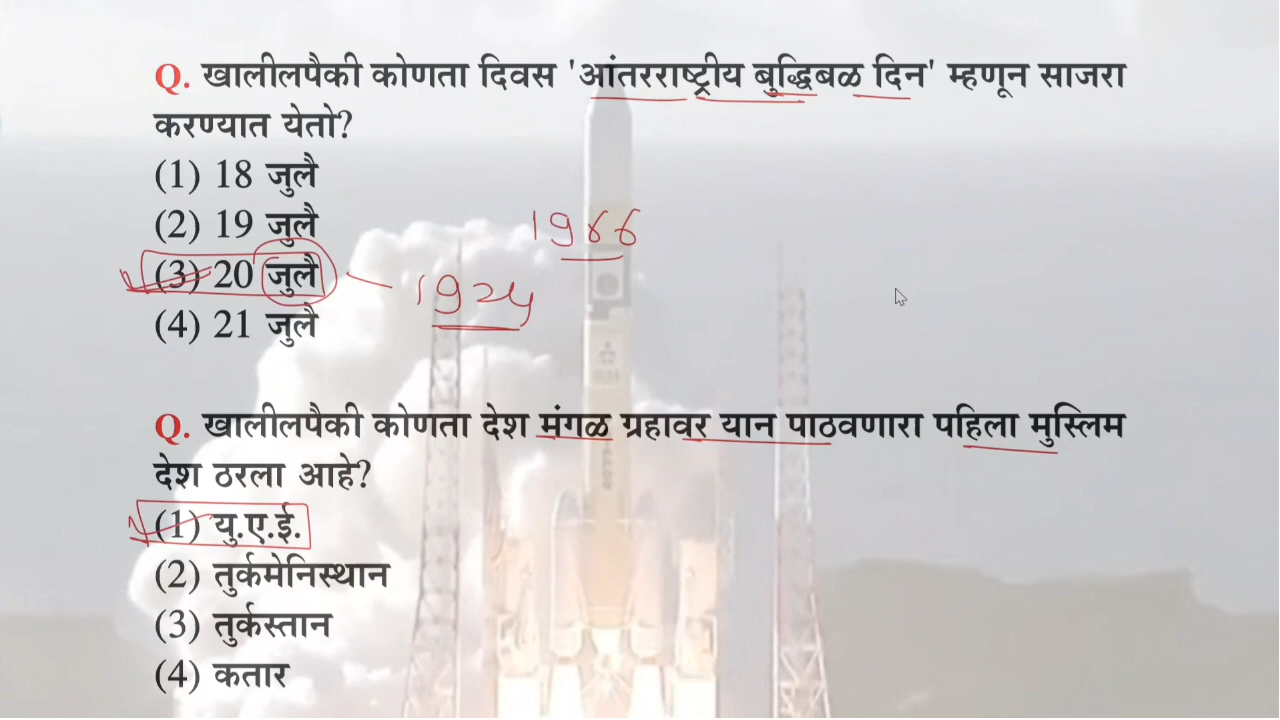 Q. खालीलपैकी कोणता दिवस 'आंतरराष्ट्रीय बुद्धिबळ दिन' म्हणून साजरा
करण्यात येतो?
(1) 18 जुलै
(2) 19 जुलै
1966
(3) 20 जुलै
1924
(4) 21 जुलै
Q. खालीलपैकी कोणता देश मंगळ ग्रहावर यान पाठवणारा पहिला मुस्लिम
देश ठरला आहे?
(1) यु.ए.ई.
(2) तुर्कमेनिस्थान
(3) तुर्कस्तान
(4) कतार